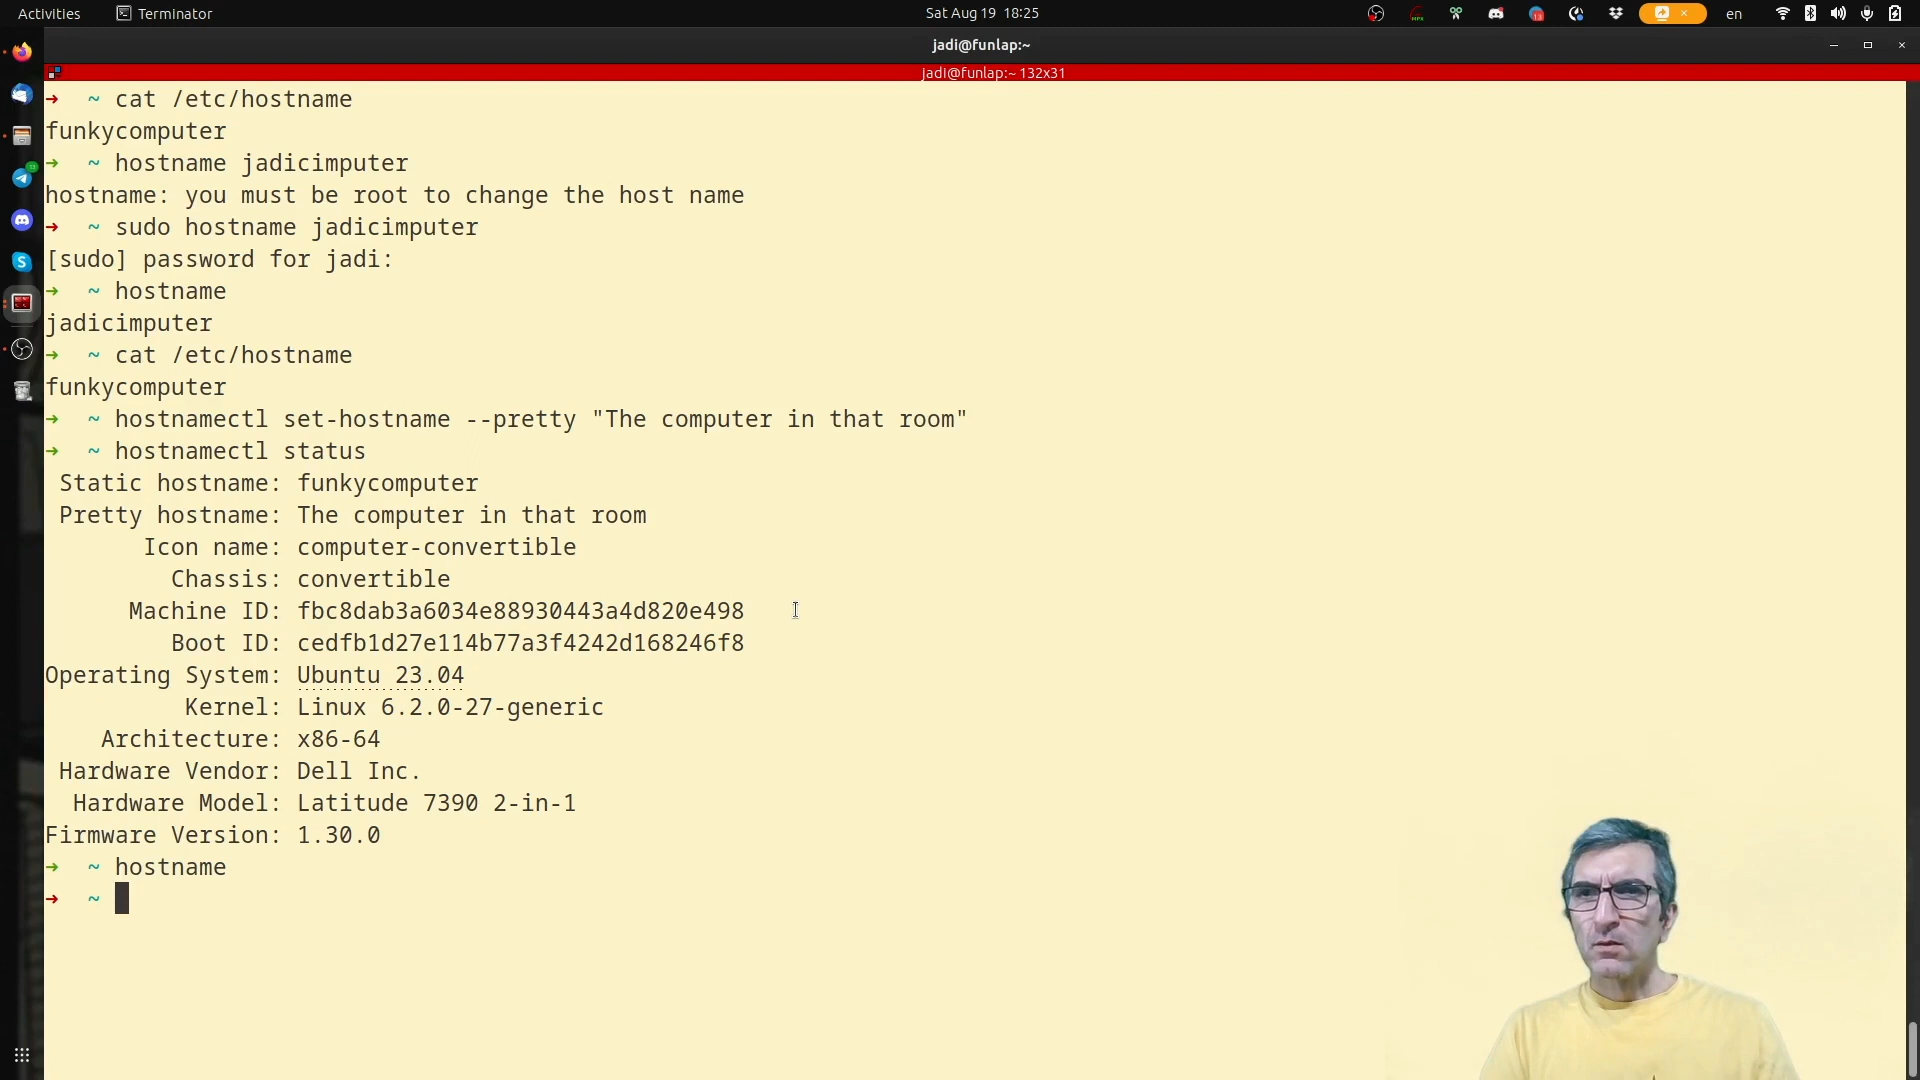 Activities
Terminator
Sat Aug 19 18:25
en
jadi@funlap:~
jadi@funlap:~ 132x31
➜ ~ cat /etc/hostname
funkycomputer
➜ ~ hostname jadicimputer
hostname: you must be root to change the host name
➜ ~ sudo hostname jadicimputer
[sudo] password for jadi:
➜ ~ hostname
jadicimputer
➜ ~ cat /etc/hostname
funkycomputer
➜ ~ hostnamectl set-hostname --pretty "The computer in that room"
➜ ~ hostnamectl status
Static hostname: funkycomputer
Pretty hostname: The computer in that room
Icon name: computer-convertible
Chassis: convertible
Machine ID: fbc8dab3a6034e88930443a4d820e498
Boot ID: cedfb1d27e114b77a3f4242d168246f8
Operating System: Ubuntu 23.04
Kernel: Linux 6.2.0-27-generic
Architecture: x86-64
Hardware Vendor: Dell Inc.
Hardware Model: Latitude 7390 2-in-1
Firmware Version: 1.30.0
➜ ~ hostname
➜ ~